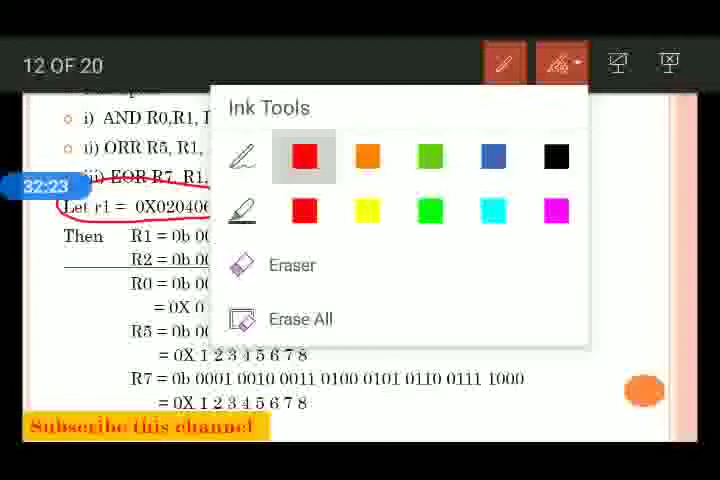 12 OF 20
Ink Tools
i) AND R0,R1,
ii) ORR R5, R1,
iii) EOR R7, R1,
32:23
Let r1 = 0X020406
Then R1 = 0b 00
R2 = 0b 00
Eraser
R0 = 0b 00
= 0X 0
Erase All
R5 = 0b 00
= 0X 1 2 3 4 5 6 7 8
R7 = 0b 0001 0010 0011 0100 0101 0110 0111 1000
= 0X 1 2 3 4 5 6 7 8
Subscribe this channel